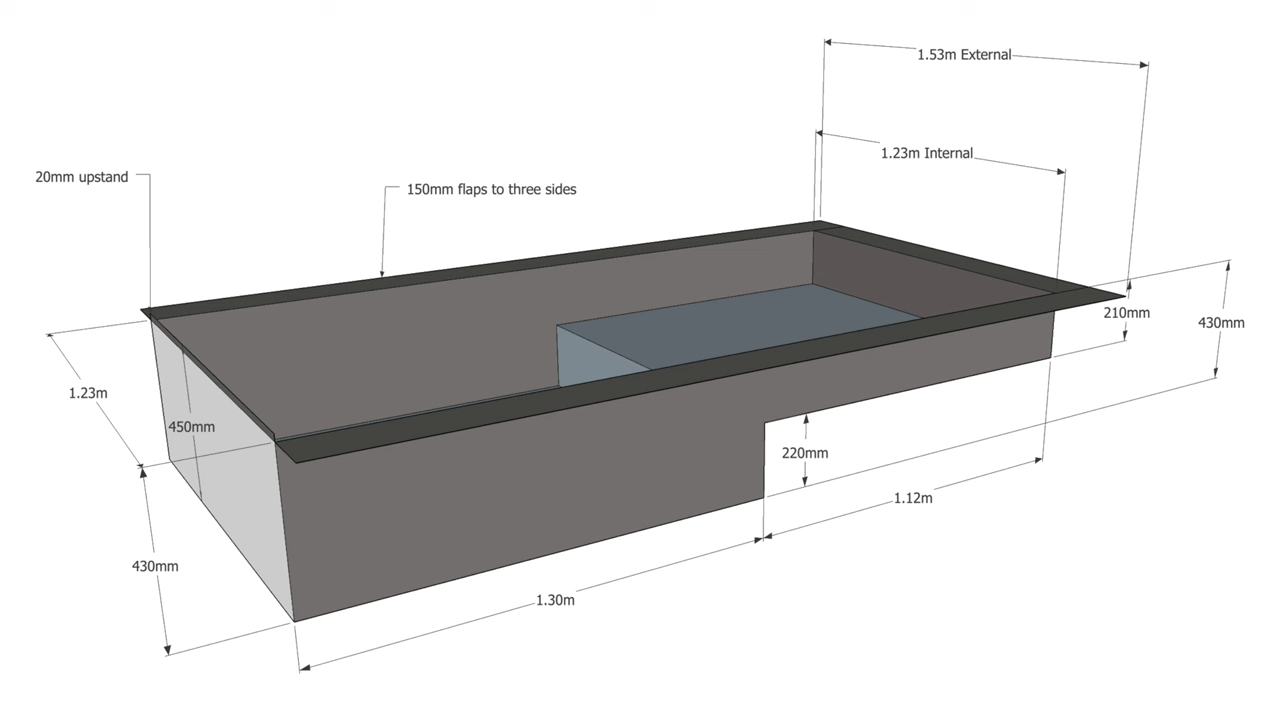 1.53m External
1.23m Internal
20mm upstand
150mm flaps to three sides
210mm
430mm
1.23m
450mm
220mm
1.12m
430mm
1.30m